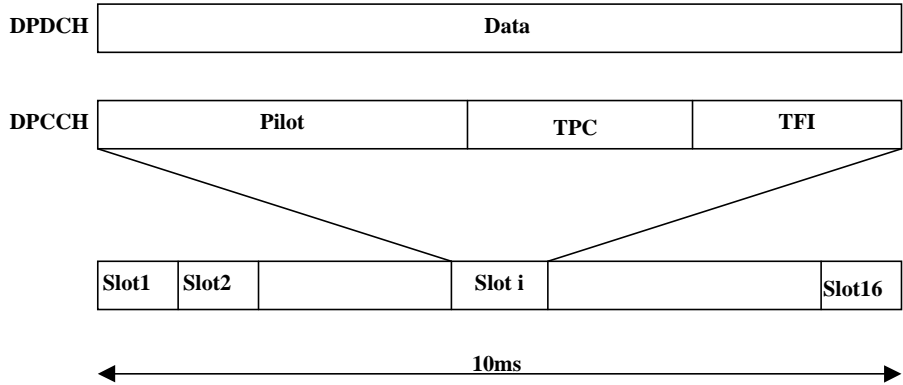 DPDCH Data
DPCCH Pilot TPC TFI
Slot1 Slot2 Slot i Slot16
10ms